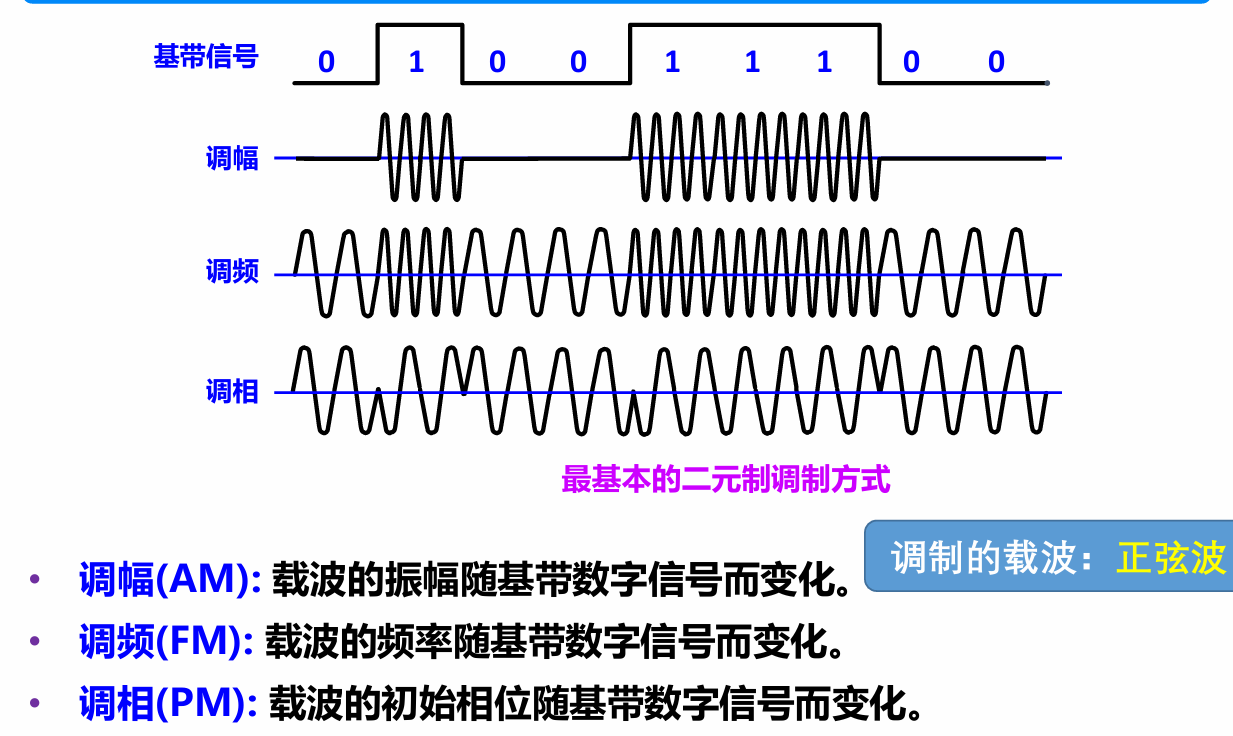 基带信号 0 1 0 0 1 1 1 0 0
调幅
调频
调相
最基本的二元制调制方式
调制的载波：正弦波
• 调幅(AM): 载波的振幅随基带数字信号而变化。
• 调频(FM): 载波的频率随基带数字信号而变化。
• 调相(PM): 载波的初始相位随基带数字信号而变化。